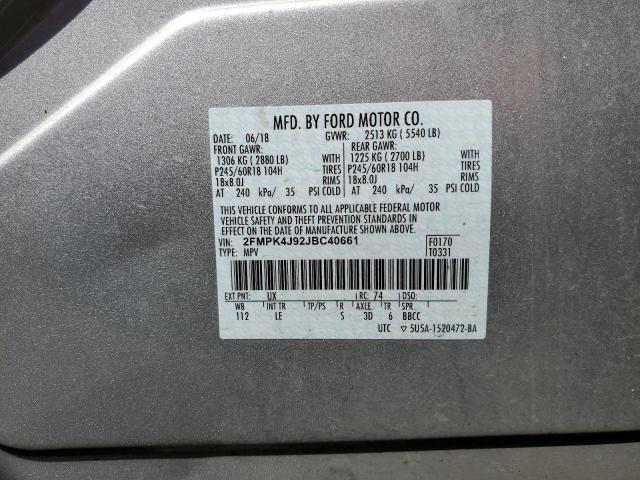 MFD. BY FORD MOTOR CO.
DATE: 06/18 GVWR: 2513 KG ( 5540 LB)
FRONT GAWR: REAR GAWR:
1306 KG ( 2880 LB) WITH 1225 KG ( 2700 LB) WITH
P245/60R18 104H TIRES P245/60R18 104H TIRES
18x8.0J RIMS 18x8.0J RIMS
AT 240 kPa/ 35 PSI COLD AT 240 kPa/ 35 PSI COLD
THIS VEHICLE CONFORMS TO ALL APPLICABLE FEDERAL MOTOR
VEHICLE SAFETY AND THEFT PREVENTION STANDARDS IN
EFFECT ON THE DATE OF MANUFACTURE SHOWN ABOVE.
VIN: 2FMPK4J92JBC40661 F0170
TYPE: MPV T0331
EXT PNT: UX RC: 74 DSO:
WB INT TR TP/PS R AXLE TR SPR
112 LE S 3D 6 BBCC
UTC ▽ 5U5A-1520472-BA